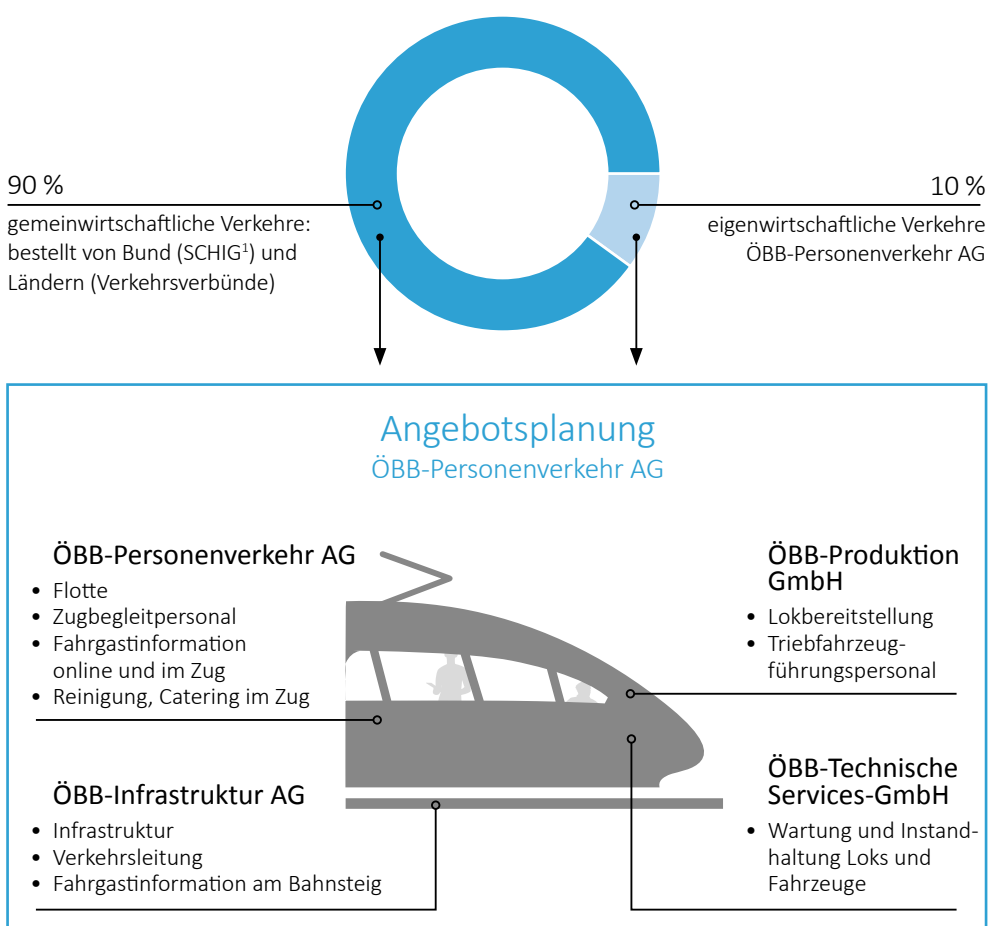 90 %
gemeinwirtschaftliche Verkehre:
bestellt von Bund (SCHIG¹) und
Ländern (Verkehrsverbünde)
10 %
eigenwirtschaftliche Verkehre
ÖBB-Personenverkehr AG
Angebotsplanung
ÖBB-Personenverkehr AG
ÖBB-Personenverkehr AG
• Flotte
• Zugbegleitpersonal
• Fahrgastinformation
online und im Zug
• Reinigung, Catering im Zug
ÖBB-Produktion
GmbH
• Lokbereitstellung
• Triebfahrzeug-
führungspersonal
ÖBB-Infrastruktur AG
• Infrastruktur
• Verkehrsleitung
• Fahrgastinformation am Bahnsteig
ÖBB-Technische
Services-GmbH
• Wartung und Instand-
haltung Loks und
Fahrzeuge